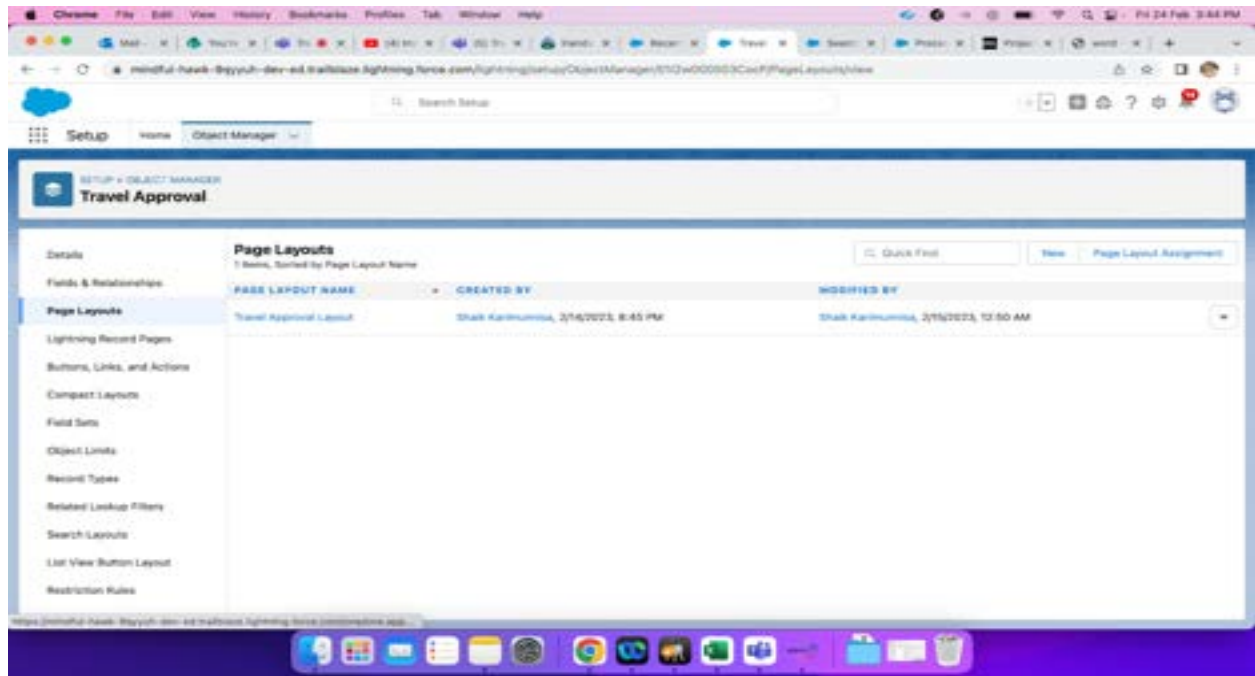 Chrome File Edit View History Bookmarks Profiles Tab Window Help
Fri 24 Feb 3:44 PM
Search Setup
Setup Home Object Manager
SETUP > OBJECT MANAGER
Travel Approval
Details
Fields & Relationships
Page Layouts
Lightning Record Pages
Buttons, Links, and Actions
Compact Layouts
Field Sets
Object Limits
Record Types
Related Lookup Filters
Search Layouts
List View Button Layout
Restriction Rules
Page Layouts
1 Items, Sorted by Page Layout Name
Quick Find
New
Page Layout Assignment
PAGE LAYOUT NAME CREATED BY MODIFIED BY
Travel Approval Layout Shaik Karimunnisa, 2/14/2023, 8:45 PM Shaik Karimunnisa, 2/15/2023, 12:50 AM